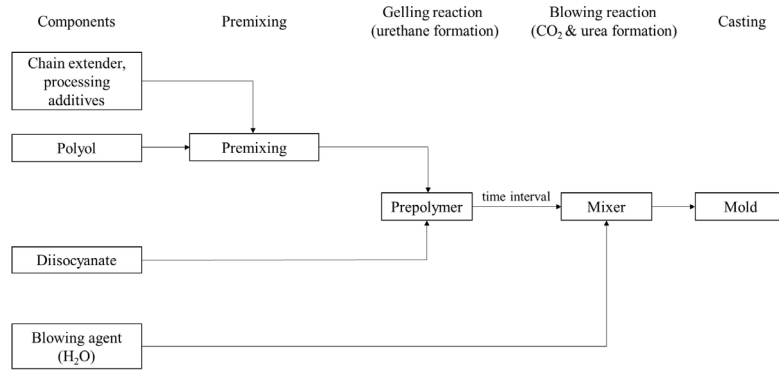 Components
Premixing
Gelling reaction
(urethane formation)
Blowing reaction
(CO₂ & urea formation)
Casting
Chain extender,
processing
additives
Polyol
Premixing
Prepolymer
time interval
Mixer
Mold
Diisocyanate
Blowing agent
(H₂O)